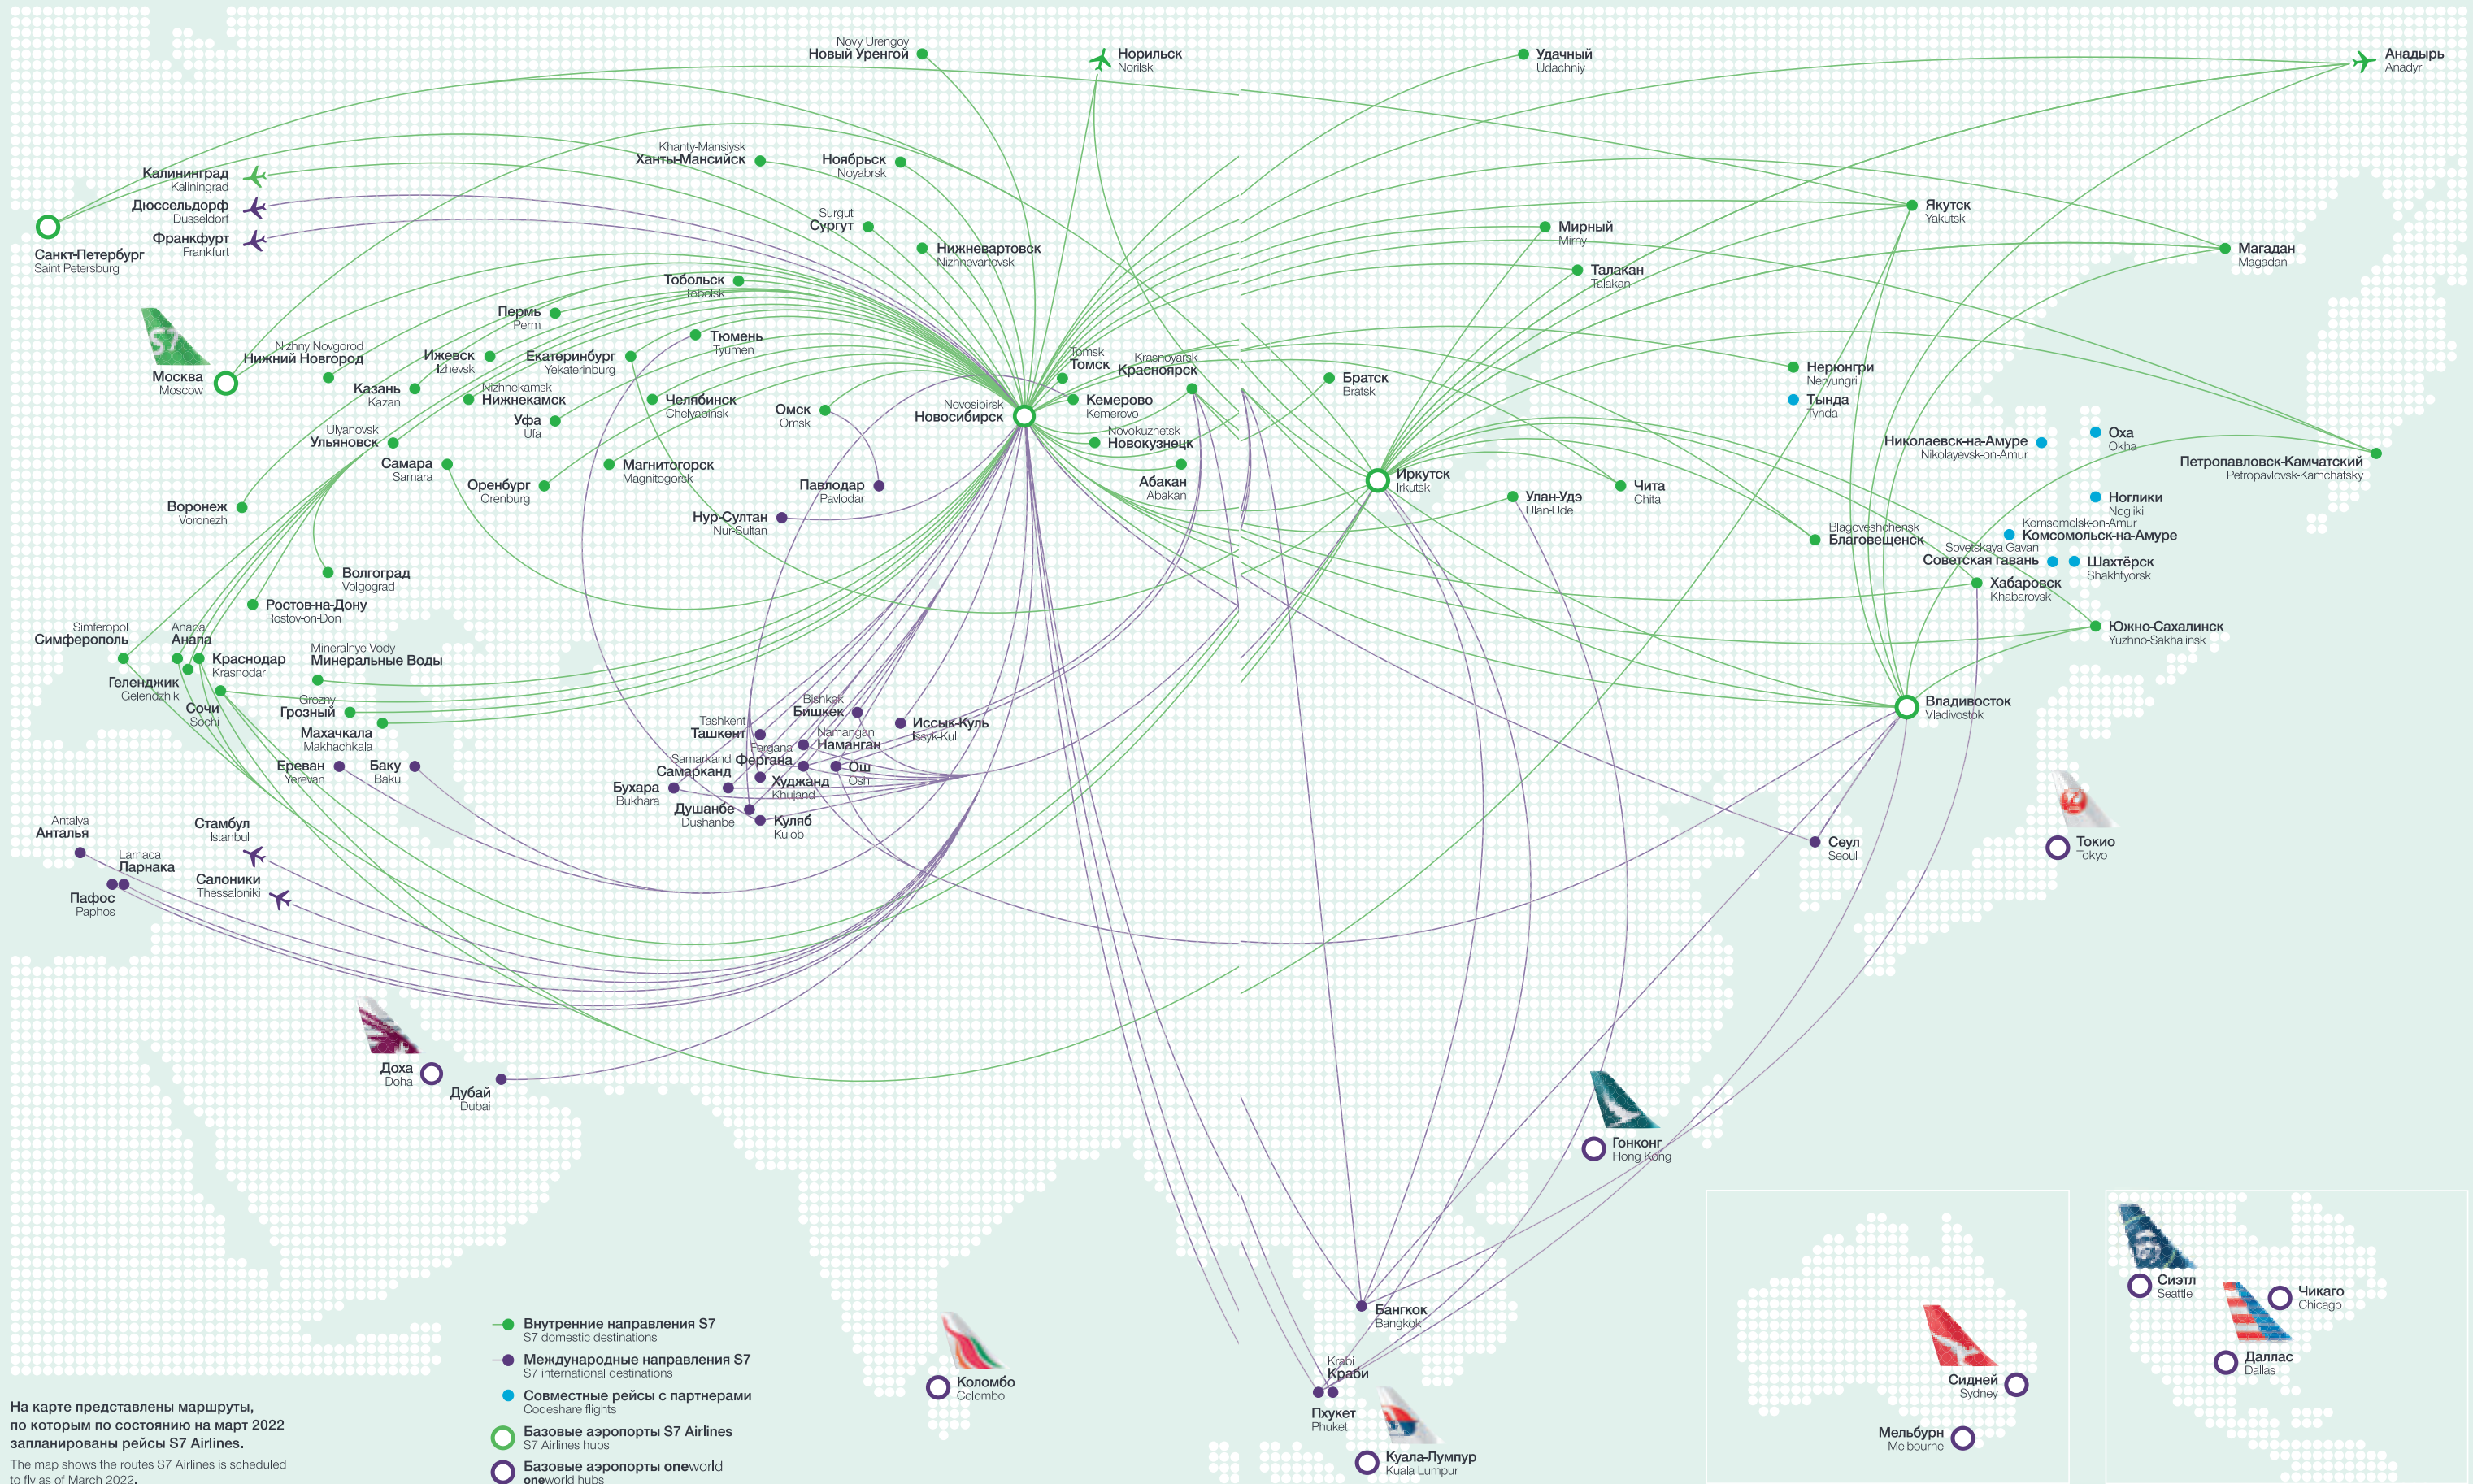 Novy Urengoy
Новый Уренгой
Норильск
Norilsk
Удачный
Udachniy
Анадырь
Anadyr
Khanty-Mansiysk
Ханты-Мансийск
Ноябрьск
Noyabrsk
Калининград
Kaliningrad
Дюссельдорф
Dusseldorf
Франкфурт
Frankfurt
Санкт-Петербург
Saint Petersburg
Surgut
Сургут
Нижневартовск
Nizhnevartovsk
Мирный
Mirny
Якутск
Yakutsk
Магадан
Magadan
Талакан
Talakan
Тобольск
Tobolsk
Пермь
Perm
S7
Москва
Moscow
Nizhny Novgorod
Нижний Новгород
Ижевск
Izhevsk
Екатеринбург
Yekaterinburg
Тюмень
Tyumen
Казань
Kazan
Nizhnekamsk
Нижнекамск
Челябинск
Chelyabinsk
Уфа
Ufa
Омск
Omsk
Novosibirsk
Новосибирск
Tomsk
Томск
Krasnoyarsk
Красноярск
Кемерово
Kemerovo
Novokuznetsk
Новокузнецк
Абакан
Abakan
Братск
Bratsk
Нерюнгри
Neryungri
Тында
Tynda
Ulyanovsk
Ульяновск
Самара
Samara
Оренбург
Orenburg
Магнитогорск
Magnitogorsk
Павлодар
Pavlodar
Нур-Султан
Nur-Sultan
Воронеж
Voronezh
Иркутск
Irkutsk
Улан-Удэ
Ulan-Ude
Чита
Chita
Николаевск-на-Амуре
Nikolayevsk-on-Amur
Оха
Okha
Петропавловск-Камчатский
Petropavlovsk-Kamchatsky
Ноглики
Nogliki
Blagoveshchensk
Благовещенск
Komsomolsk-on-Amur
Комсомольск-на-Амуре
Sovetskaya Gavan
Советская гавань
Шахтёрск
Shakhtyorsk
Хабаровск
Khabarovsk
Южно-Сахалинск
Yuzhno-Sakhalinsk
Владивосток
Vladivostok
Волгоград
Volgograd
Ростов-на-Дону
Rostov-on-Don
Simferopol
Симферополь
Anapa
Анапа
Краснодар
Krasnodar
Геленджик
Gelendzhik
Сочи
Sochi
Mineralnye Vody
Минеральные Воды
Grozny
Грозный
Махачкала
Makhachkala
Ереван
Yerevan
Баку
Baku
Bishkek
Бишкек
Иссык-Куль
Issyk-Kul
Tashkent
Ташкент
Namangan
Наманган
Fergana
Фергана
Samarkand
Самарканд
Худжанд
Khujand
Ош
Osh
Бухара
Bukhara
Душанбе
Dushanbe
Куляб
Kulob
Antalya
Анталья
Larnaca
Ларнака
Пафос
Paphos
Стамбул
Istanbul
Салоники
Thessaloniki
Сеул
Seoul
Токио
Tokyo
Доха
Doha
Дубай
Dubai
Гонконг
Hong Kong
Бангкок
Bangkok
Krabi
Краби
Пхукет
Phuket
Куала-Лумпур
Kuala Lumpur
Коломбо
Colombo
Сидней
Sydney
Мельбурн
Melbourne
Сиэтл
Seattle
Чикаго
Chicago
Даллас
Dallas
Внутренние направления S7
S7 domestic destinations
Международные направления S7
S7 international destinations
Совместные рейсы с партнерами
Codeshare flights
Базовые аэропорты S7 Airlines
S7 Airlines hubs
Базовые аэропорты oneworld
oneworld hubs
На карте представлены маршруты,
по которым по состоянию на март 2022
запланированы рейсы S7 Airlines.
The map shows the routes S7 Airlines is scheduled
to fly as of March 2022.